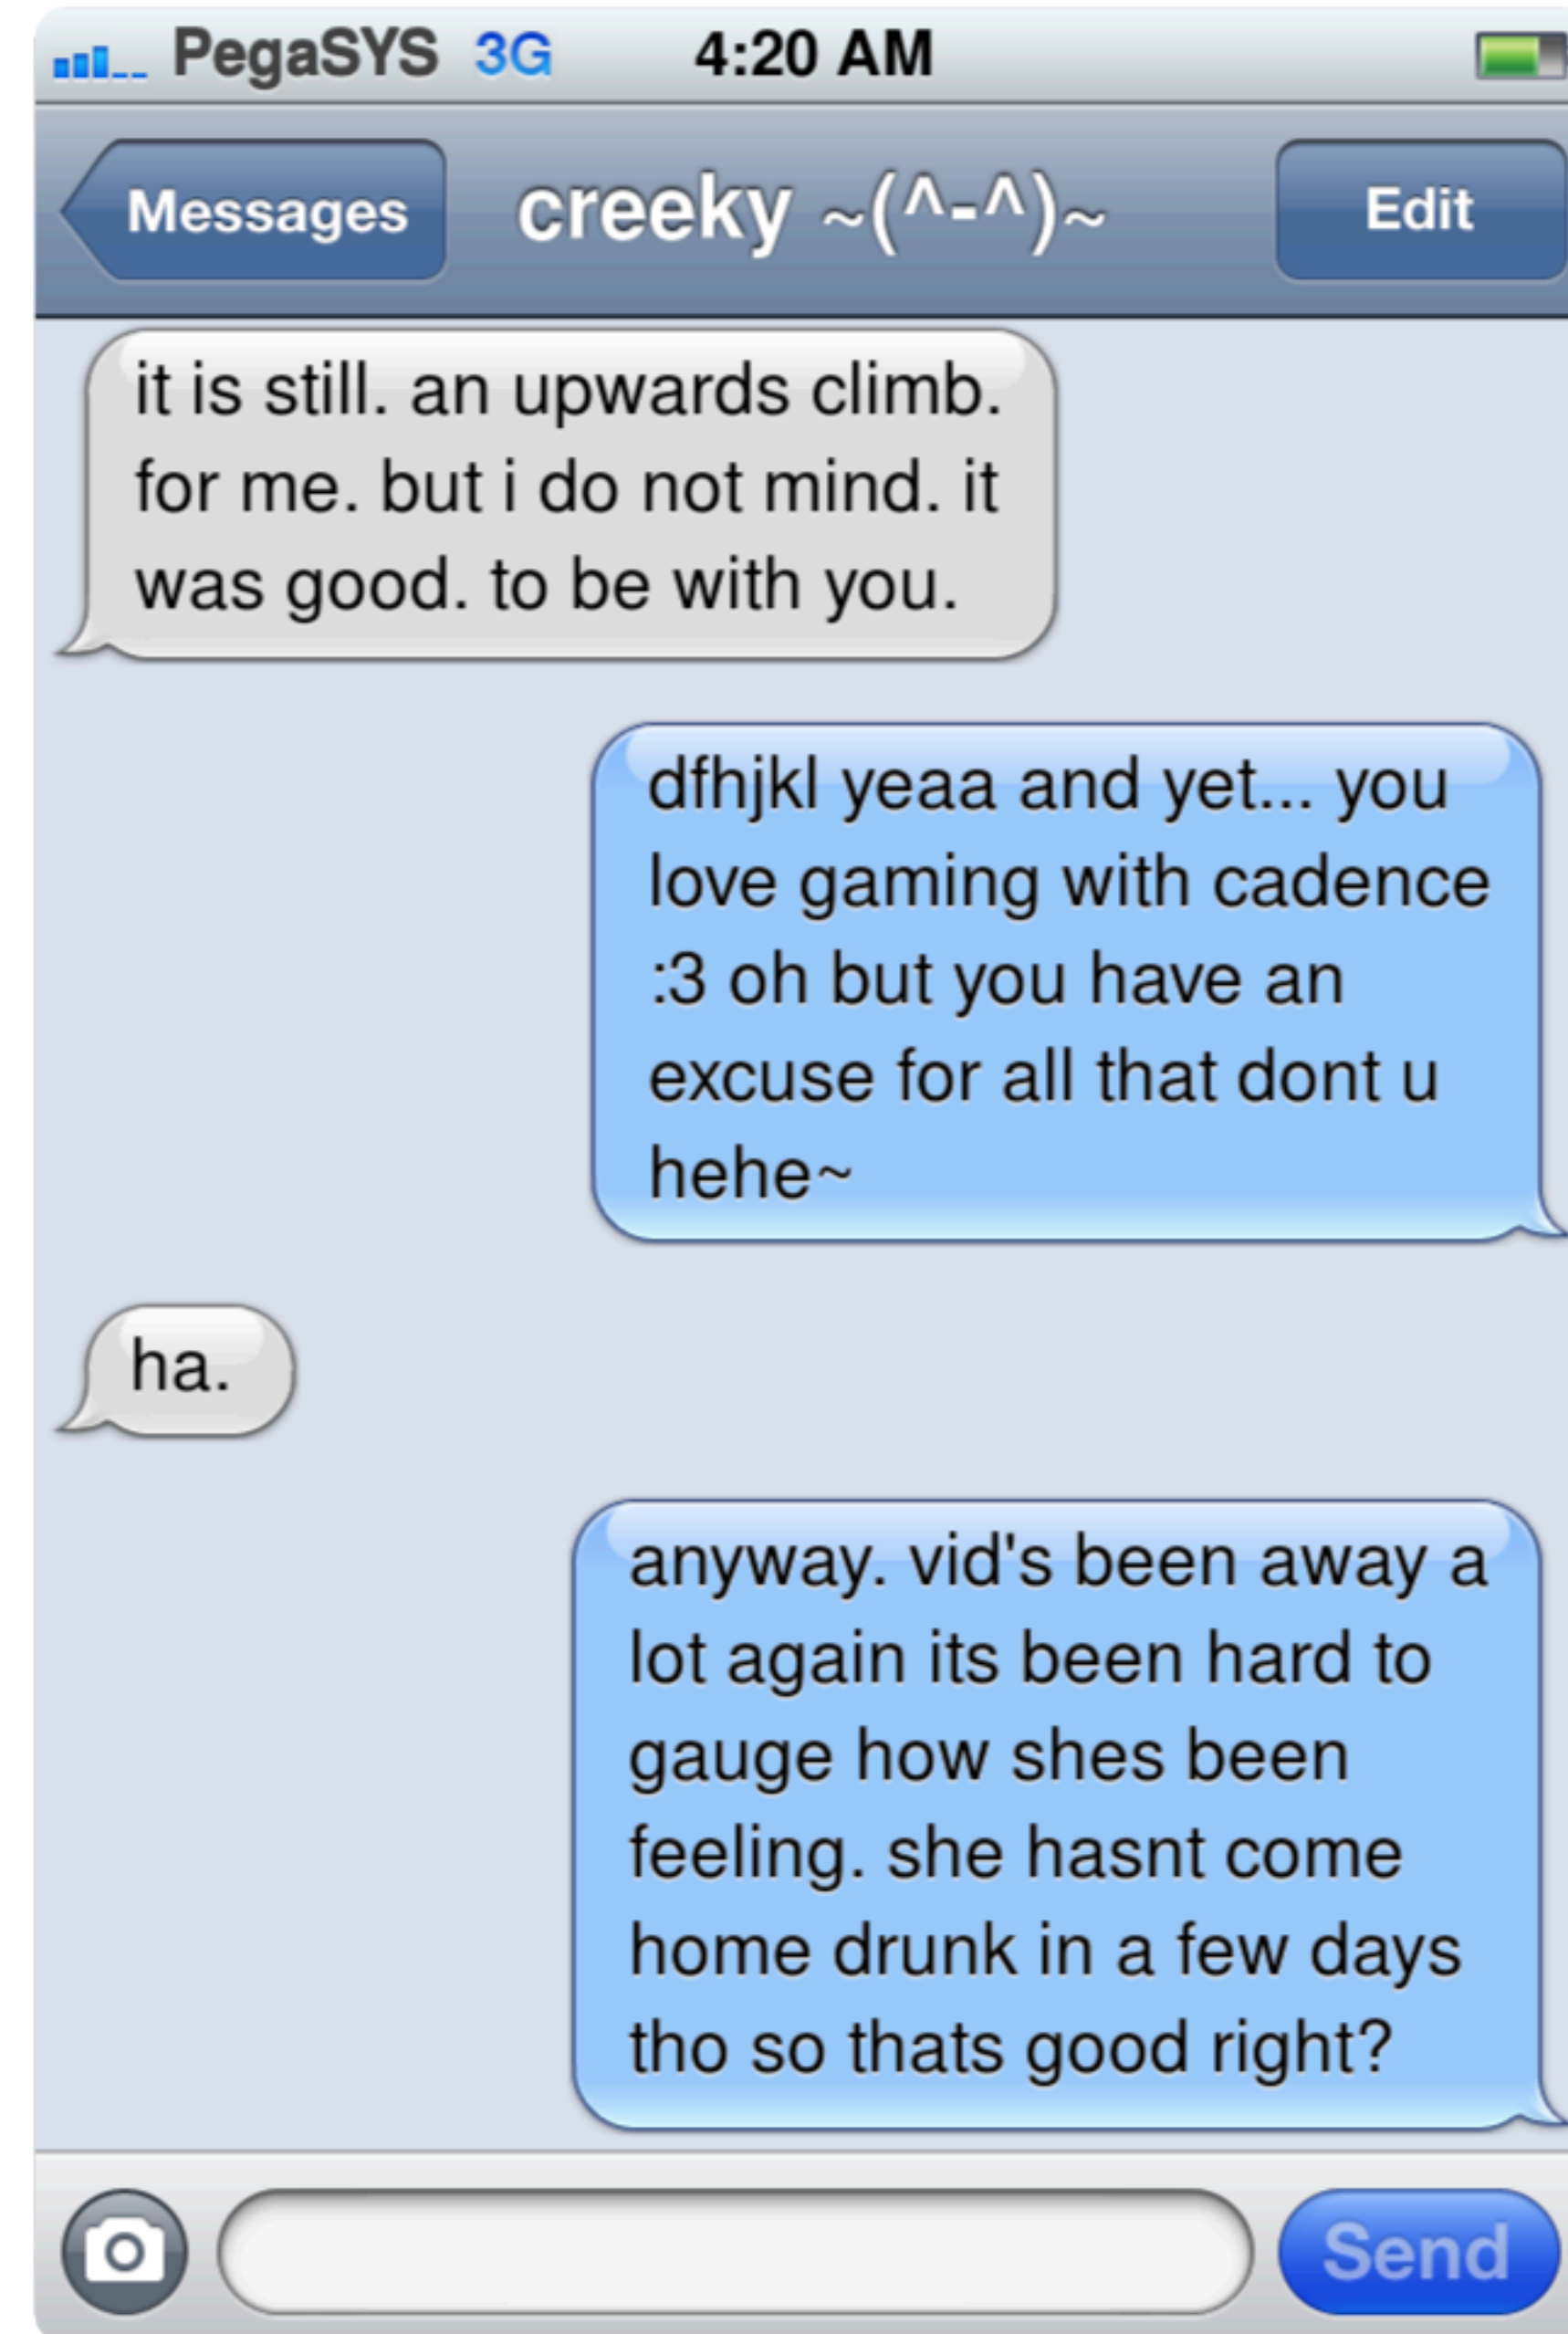 PegaSYS 3G 4:20 AM
Messages creeky ~(^-^)~ Edit
it is still. an upwards climb.
for me. but i do not mind. it
was good. to be with you.
dfhjkl yeaa and yet... you
love gaming with cadence
:3 oh but you have an
excuse for all that dont u
hehe~
ha.
anyway. vid's been away a
lot again its been hard to
gauge how shes been
feeling. she hasnt come
home drunk in a few days
tho so thats good right?
Send